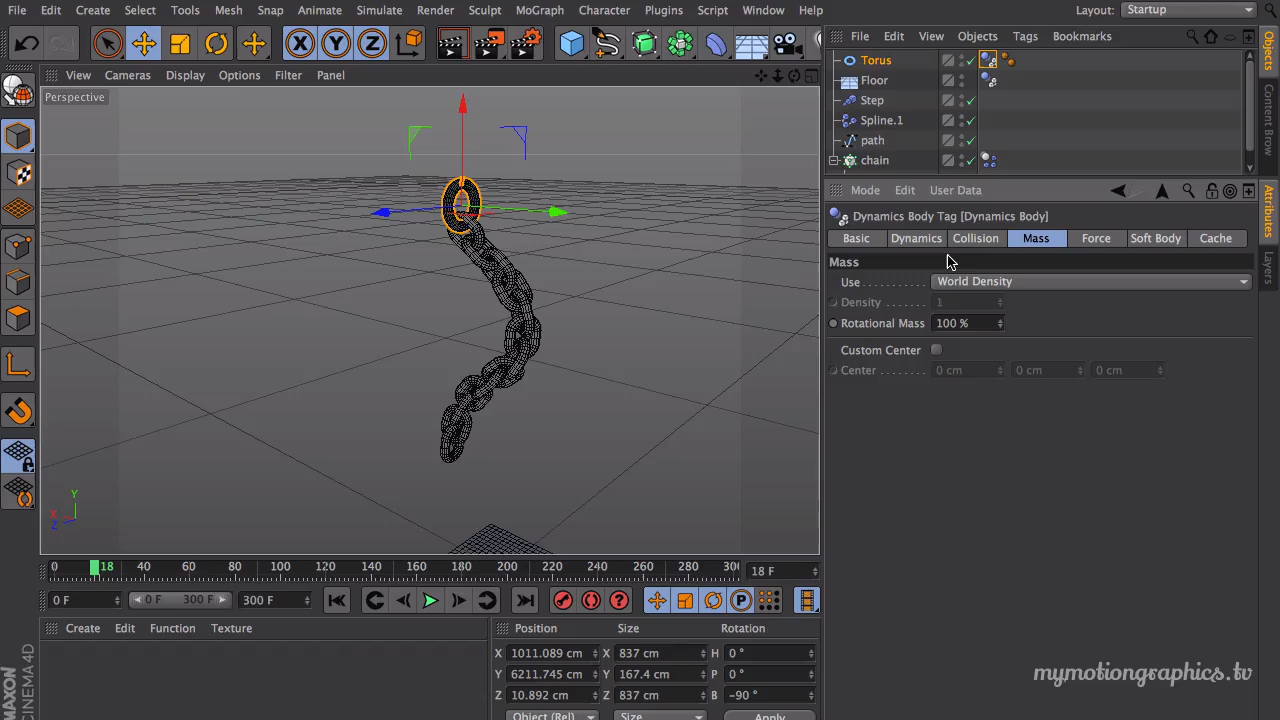 File Edit Create Select Tools Mesh Snap Animate Simulate Render Sculpt MoGraph Character Plugins Script Window Help Layout: Startup
X Y Z
File Edit View Objects Tags Bookmarks
View Cameras Display Options Filter Panel
Perspective
Torus
Floor
Step
Spline.1
path
chain
Objects
Content Brow
Mode Edit User Data
Attributes
Layers
Dynamics Body Tag [Dynamics Body]
Basic Dynamics Collision Mass Force Soft Body Cache
Mass
Use World Density
Density 1
Rotational Mass 100 %
Custom Center
Center 0 cm 0 cm 0 cm
Y
X
Z
0 18 40 60 80 100 120 140 160 180 200 220 240 260 280 300 18 F
0 F 0 F 300 F 300 F
P
Create Edit Function Texture
Position Size Rotation
X 1011.089 cm X 837 cm H 0 °
Y 6211.745 cm Y 167.4 cm P 0 °
Z 10.892 cm Z 837 cm B -90 °
Object (Rel) Size Apply
MAXON
CINEMA 4D
mymotiongraphics.tv